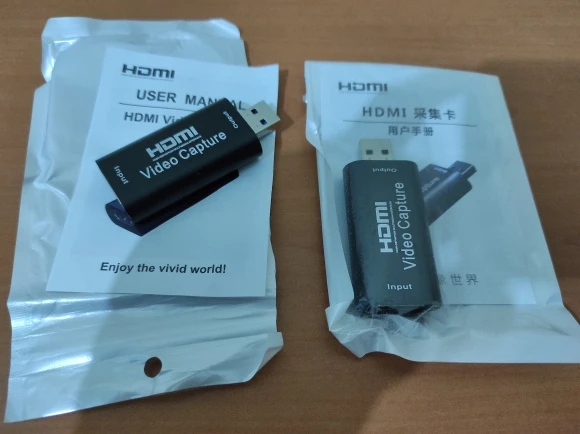 HDMI
USER MANUAL
HDMI Vi
Output
HDMI
Video Capture
Input
Enjoy the vivid world!
HDMI
HDMI 采集卡
用户手册
Output
HDMI
Video Capture
Input
世界